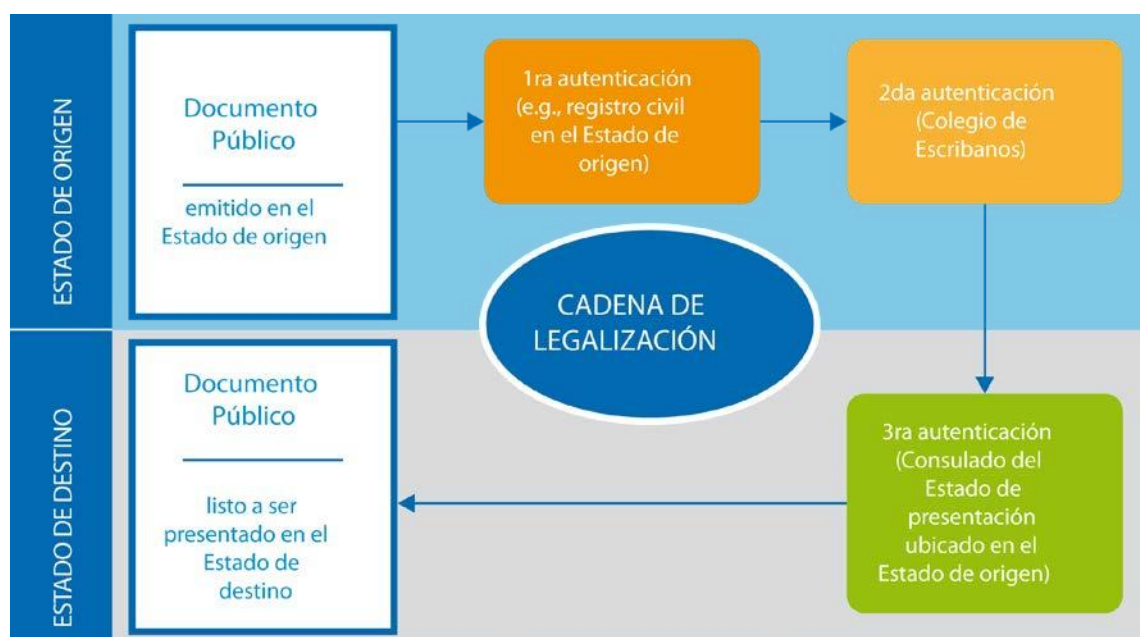 ESTADO DE ORIGEN
Documento
Público
emitido en el
Estado de origen
1ra autenticación
(e.g., registro civil
en el Estado de
origen)
2da autenticación
(Colegio de
Escribanos)
CADENA DE
LEGALIZACIÓN
ESTADO DE DESTINO
Documento
Público
listo a ser
presentado en el
Estado de
destino
3ra autenticación
(Consulado del
Estado de
presentación
ubicado en el
Estado de origen)